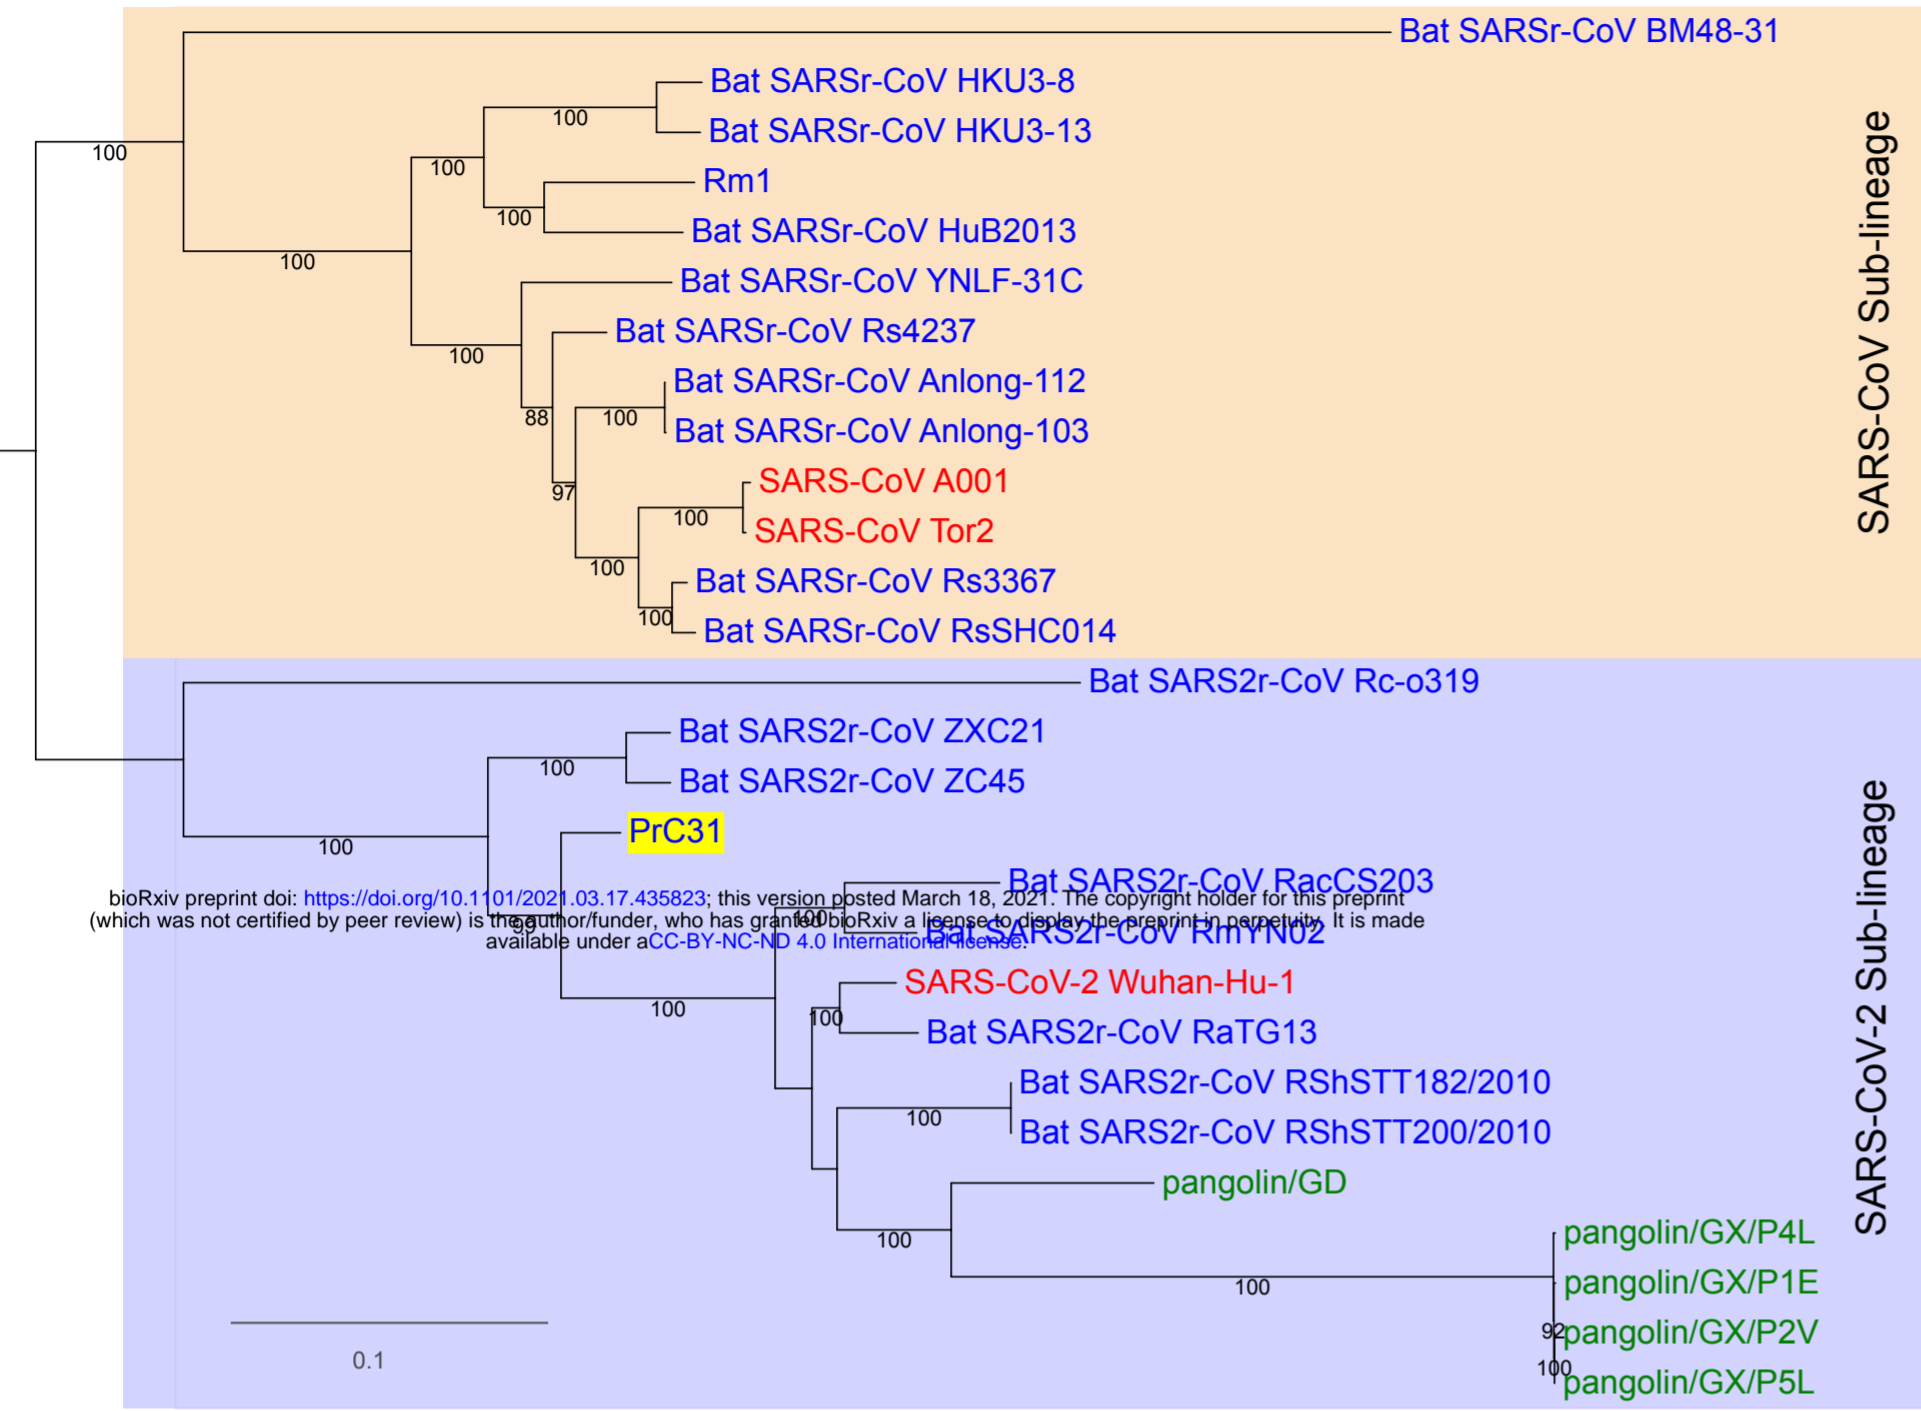 Bat SARSr-CoV BM48-31
Bat SARSr-CoV HKU3-8
100
Bat SARSr-CoV HKU3-13
100
100
Rm1
100
Bat SARSr-CoV HuB2013
100
Bat SARSr-CoV YNLF-31C
Bat SARSr-CoV Rs4237
100
Bat SARSr-CoV Anlong-112
88
100
Bat SARSr-CoV Anlong-103
SARS-CoV A001
97
100
SARS-CoV Tor2
100
Bat SARSr-CoV Rs3367
100
Bat SARSr-CoV RsSHC014
SARS-CoV Sub-lineage
Bat SARS2r-CoV Rc-o319
Bat SARS2r-CoV ZXC21
100
Bat SARS2r-CoV ZC45
PrC31
100
Bat SARS2r-CoV RacCS203
bioRxiv preprint doi: https://doi.org/10.1101/2021.03.17.435823; this version posted March 18, 2021. The copyright holder for this preprint
(which was not certified by peer review) is the author/funder, who has granted bioRxiv a license to display the preprint in perpetuity. It is made
available under aCC-BY-NC-ND 4.0 International license.
99
100
Bat SARS2r-CoV RmYN02
SARS-CoV-2 Wuhan-Hu-1
100
100
Bat SARS2r-CoV RaTG13
Bat SARS2r-CoV RShSTT182/2010
100
Bat SARS2r-CoV RShSTT200/2010
pangolin/GD
100
pangolin/GX/P4L
100
pangolin/GX/P1E
92
pangolin/GX/P2V
100
pangolin/GX/P5L
SARS-CoV-2 Sub-lineage
0.1